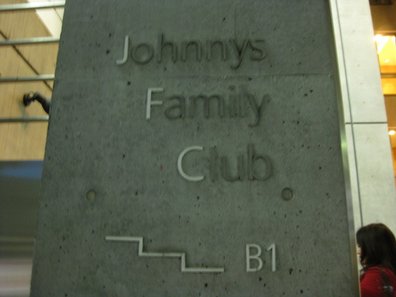 Johnnys
Family
Club
B1